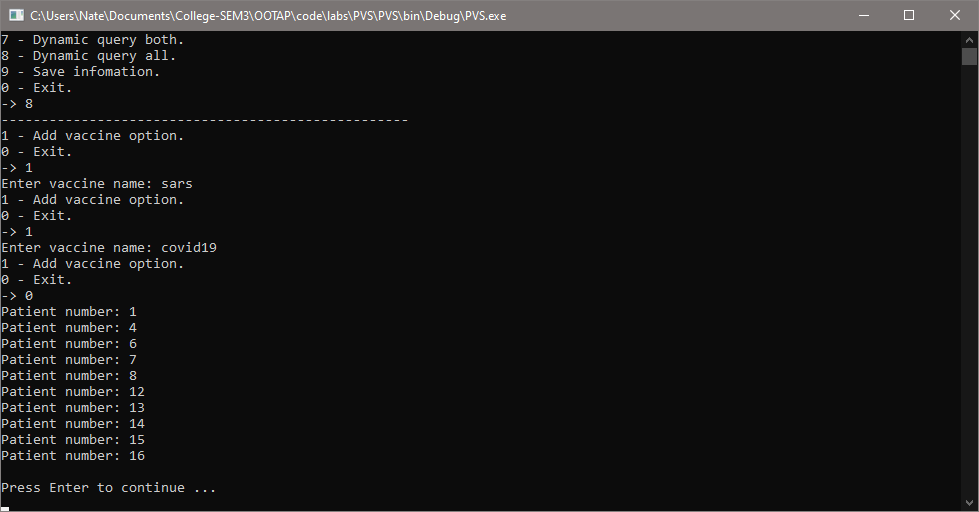 C:\Users\Nate\Documents\College-SEM3\OOTAP\code\labs\PVS\PVS\bin\Debug\PVS.exe
7 - Dynamic query both.
8 - Dynamic query all.
9 - Save infomation.
0 - Exit.
-> 8
---------------------------------------------------
1 - Add vaccine option.
0 - Exit.
-> 1
Enter vaccine name: sars
1 - Add vaccine option.
0 - Exit.
-> 1
Enter vaccine name: covid19
1 - Add vaccine option.
0 - Exit.
-> 0
Patient number: 1
Patient number: 4
Patient number: 6
Patient number: 7
Patient number: 8
Patient number: 12
Patient number: 13
Patient number: 14
Patient number: 15
Patient number: 16
Press Enter to continue ...